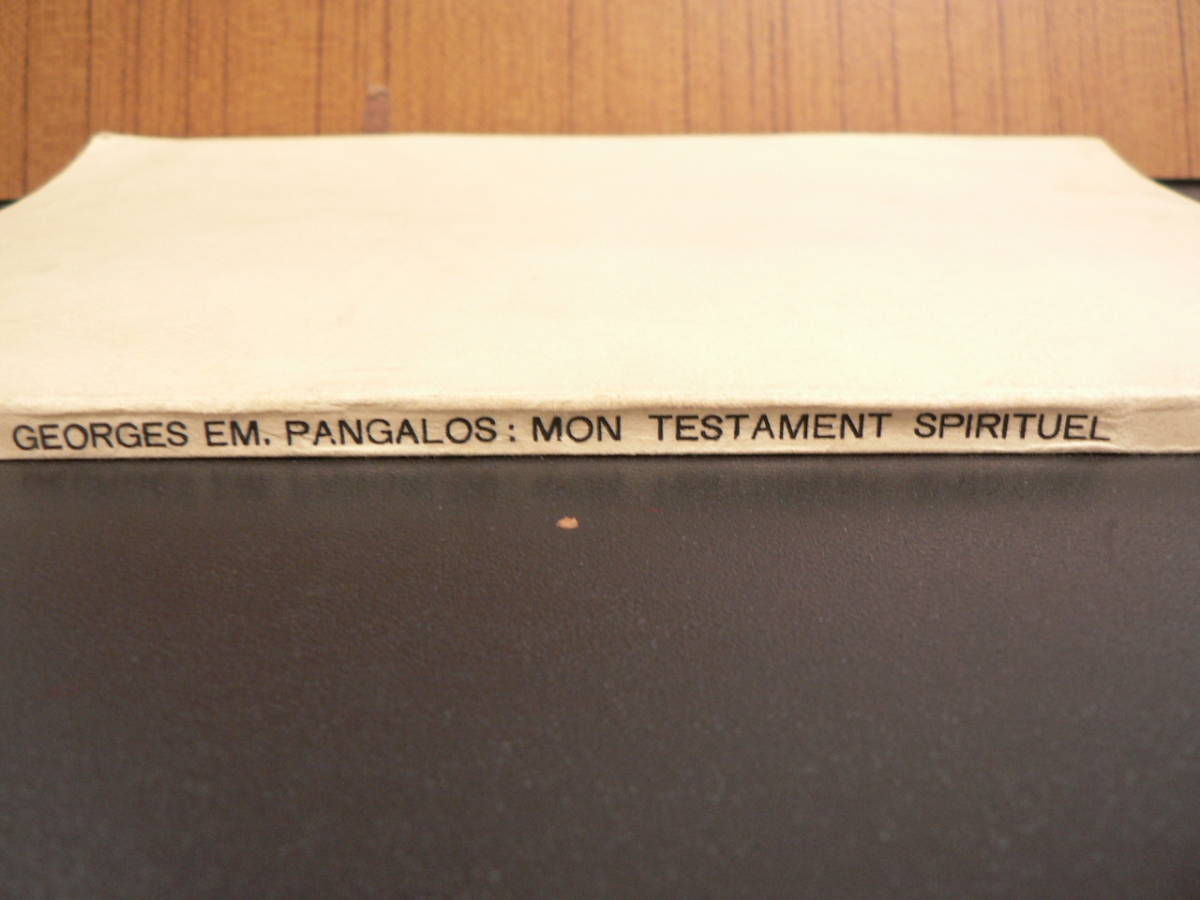 GEORGES EM. PANGALOS : MON TESTAMENT SPIRITUEL